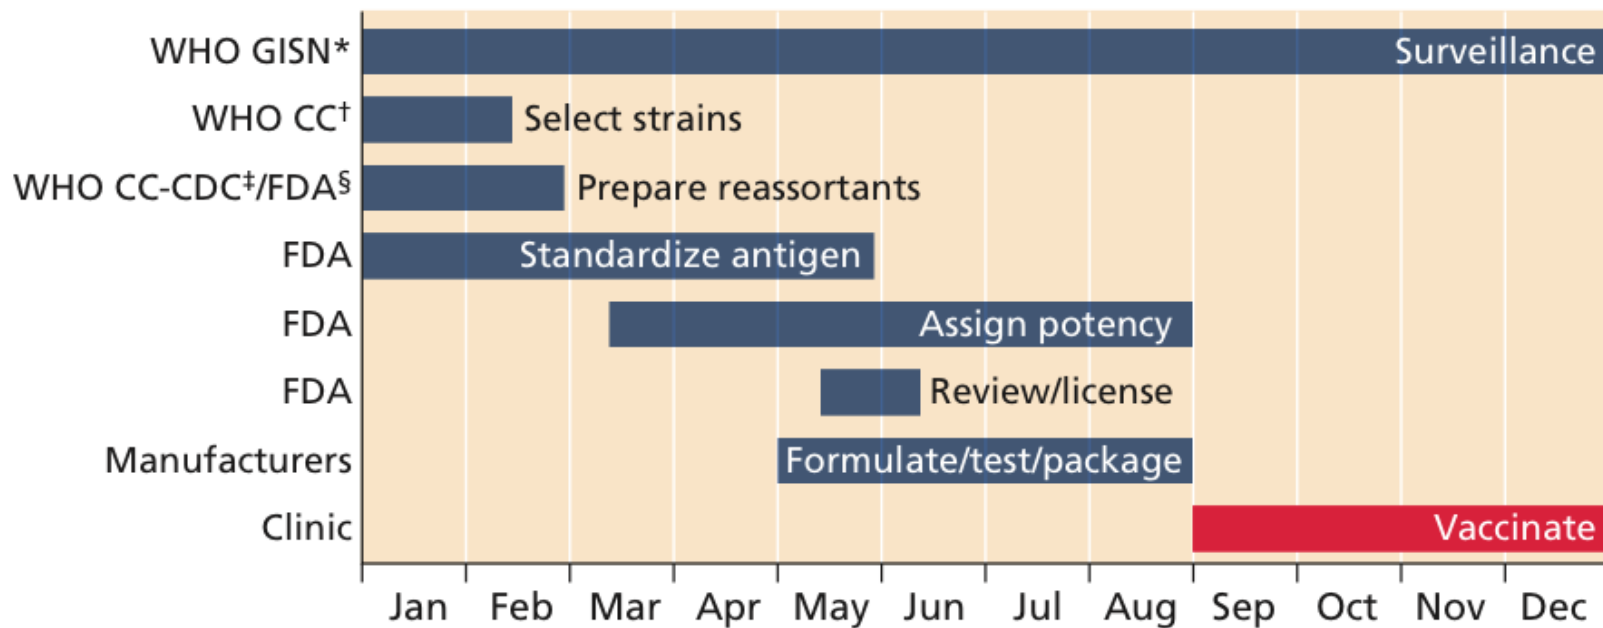 WHO GISN* Surveillance
WHO CC† Select strains
WHO CC-CDC‡/FDA§ Prepare reassortants
FDA Standardize antigen
FDA Assign potency
FDA Review/license
Manufacturers Formulate/test/package
Clinic Vaccinate
Jan Feb Mar Apr May Jun Jul Aug Sep Oct Nov Dec